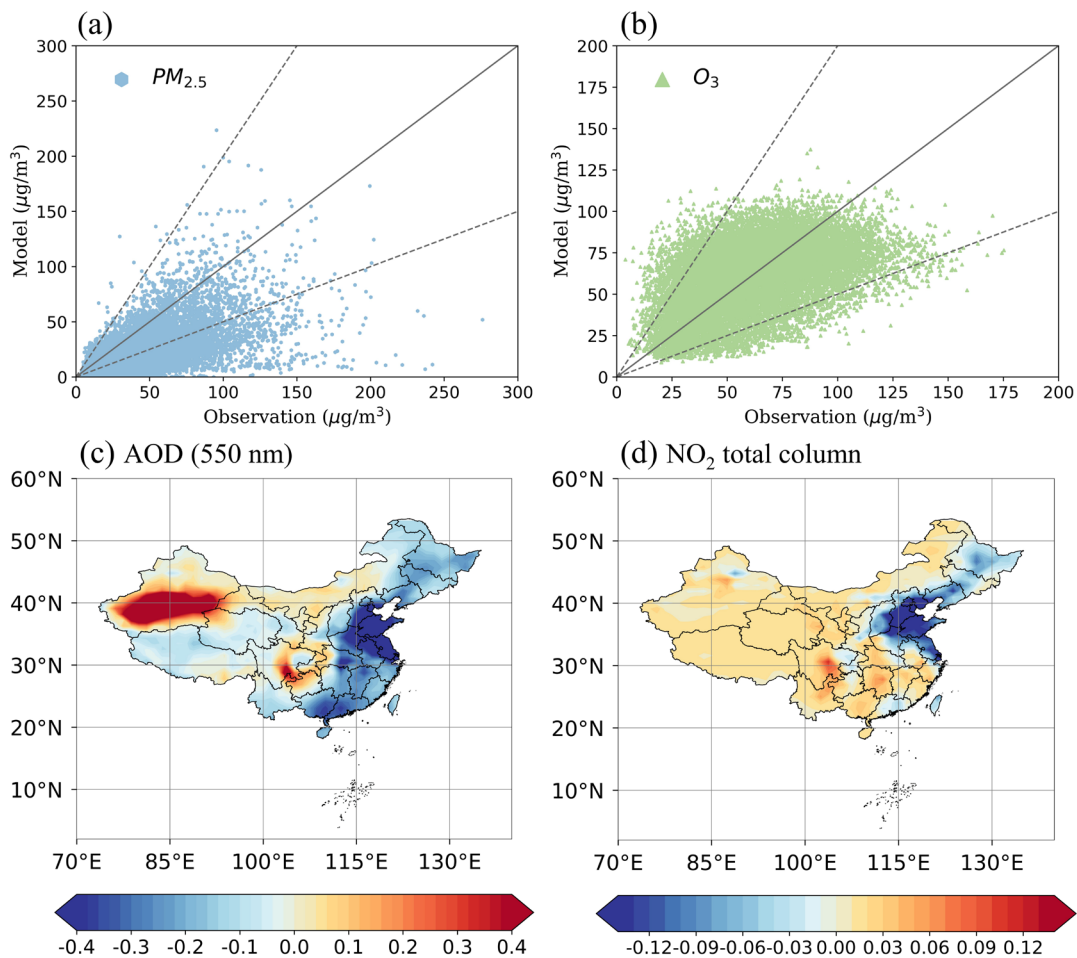 (a)
PM2.5
300
250
200
150
100
50
0
Model (μg/m³)
50
100
150
200
250
300
Observation (μg/m³)
(b)
O3
200
175
150
125
100
75
50
25
0
Model (μg/m³)
0
25
50
75
100
125
150
175
200
Observation (μg/m³)
(c) AOD (550 nm)
60°N
50°N
40°N
30°N
20°N
10°N
70°E
85°E
100°E
115°E
130°E
-0.4
-0.3
-0.2
-0.1
0.0
0.1
0.2
0.3
0.4
(d) NO2 total column
60°N
50°N
40°N
30°N
20°N
10°N
70°E
85°E
100°E
115°E
130°E
-0.12
-0.09
-0.06
-0.03
0.00
0.03
0.06
0.09
0.12